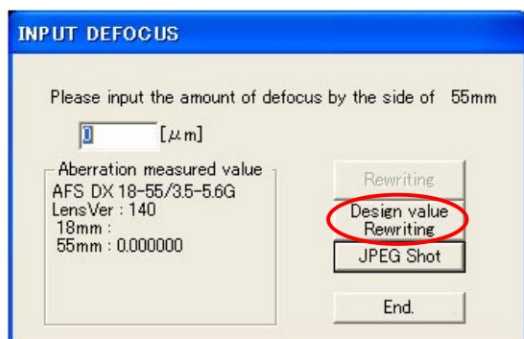 INPUT DEFOCUS
Please input the amount of defocus by the side of 55mm
0 [μm]
Aberration measured value
AFS DX 18-55/3.5-5.6G
LensVer : 140
18mm :
55mm : 0.000000
Rewriting
Design value
Rewriting
JPEG Shot
End.